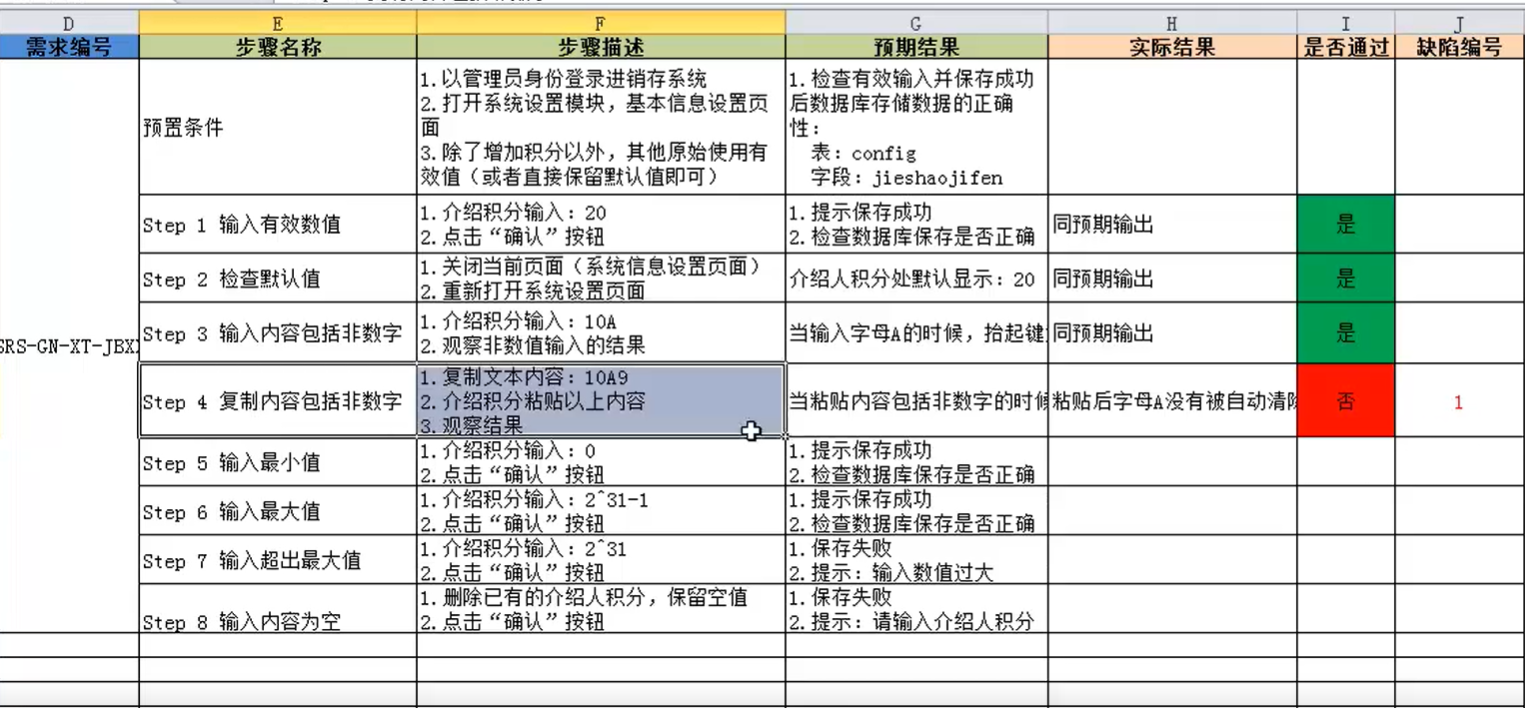 D E F G H I J
需求编号 步骤名称 步骤描述 预期结果 实际结果 是否通过 缺陷编号
SRS-GN-XT-JBX
预置条件
1.以管理员身份登录进销存系统
2.打开系统设置模块，基本信息设置页
面
3.除了增加积分以外，其他原始使用有
效值（或者直接保留默认值即可）
1.检查有效输入并保存成功
后数据库存储数据的正确
性：
表：config
字段：jieshaojifen
Step 1 输入有效数值
1.介绍积分输入：20
2.点击“确认”按钮
1.提示保存成功
2.检查数据库保存是否正确
同预期输出
是
Step 2 检查默认值
1.关闭当前页面（系统信息设置页面）
2.重新打开系统设置页面
介绍人积分处默认显示：20
同预期输出
是
Step 3 输入内容包括非数字
1.介绍积分输入：10A
2.观察非数值输入的结果
当输入字母A的时候，抬起键
同预期输出
是
Step 4 复制内容包括非数字
1.复制文本内容：10A9
2.介绍积分粘贴以上内容
3.观察结果
当粘贴内容包括非数字的时候
粘贴后字母A没有被自动清除
否
1
Step 5 输入最小值
1.介绍积分输入：0
2.点击“确认”按钮
1.提示保存成功
2.检查数据库保存是否正确
Step 6 输入最大值
1.介绍积分输入：2^31-1
2.点击“确认”按钮
1.提示保存成功
2.检查数据库保存是否正确
Step 7 输入超出最大值
1.介绍积分输入：2^31
2.点击“确认”按钮
1.保存失败
2.提示：输入数值过大
Step 8 输入内容为空
1.删除已有的介绍人积分，保留空值
2.点击“确认”按钮
1.保存失败
2.提示：请输入介绍人积分